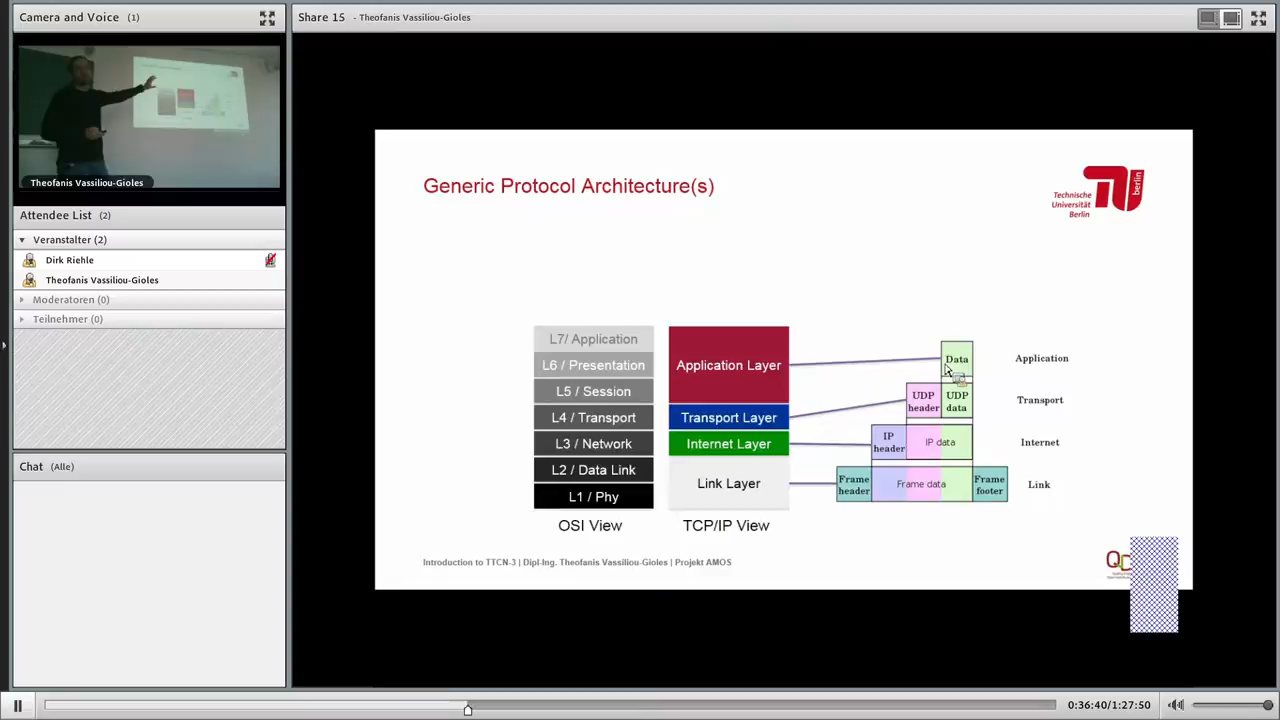 Camera and Voice (1)
Theofanis Vassiliou-Gioles
Attendee List (2)
Veranstalter (2)
Dirk Riehle
Theofanis Vassiliou-Gioles
Moderatoren (0)
Teilnehmer (0)
Chat (Alle)
Share 15 - Theofanis Vassiliou-Gioles
Generic Protocol Architecture(s)
Technische
Universität
Berlin
berlin
L7/ Application
L6 / Presentation
L5 / Session
L4 / Transport
L3 / Network
L2 / Data Link
L1 / Phy
OSI View
Application Layer
Transport Layer
Internet Layer
Link Layer
TCP/IP View
Data
Application
UDP
header
UDP
data
Transport
IP
header
IP data
Internet
Frame
header
Frame data
Frame
footer
Link
Introduction to TTCN-3 | Dipl-Ing. Theofanis Vassiliou-Gioles | Projekt AMOS
0:36:40/1:27:50